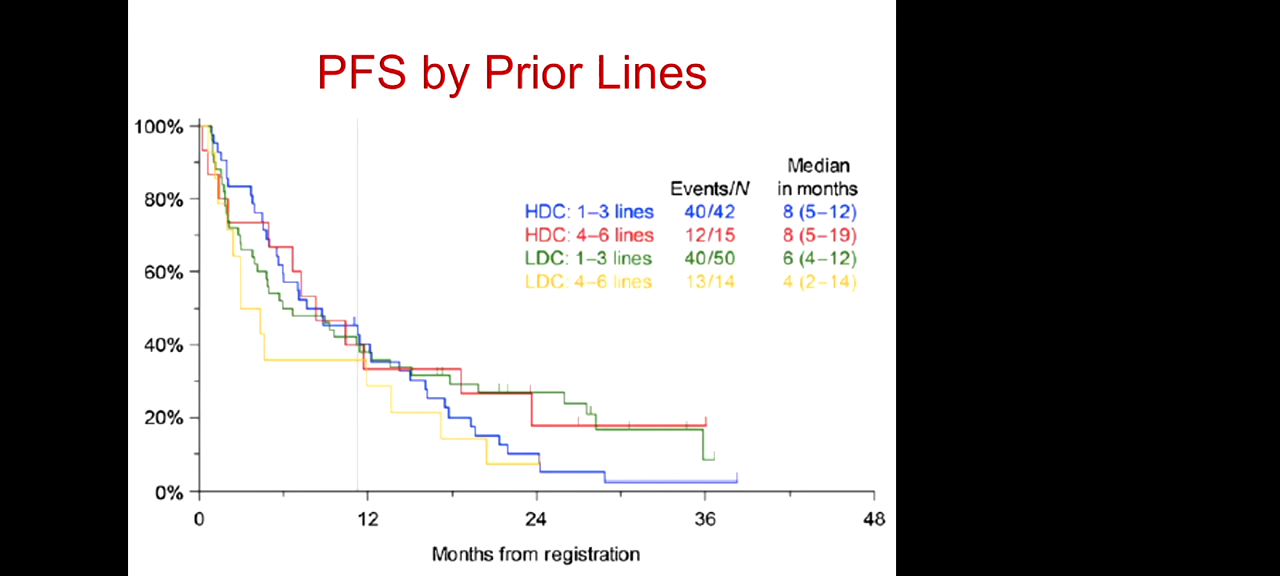 PFS by Prior Lines
100%
80%
60%
40%
20%
0%
0 12 24 36 48
Months from registration
Median
Events/N in months
HDC: 1–3 lines 40/42 8 (5–12)
HDC: 4–6 lines 12/15 8 (5–19)
LDC: 1–3 lines 40/50 6 (4–12)
LDC: 4–6 lines 13/14 4 (2–14)